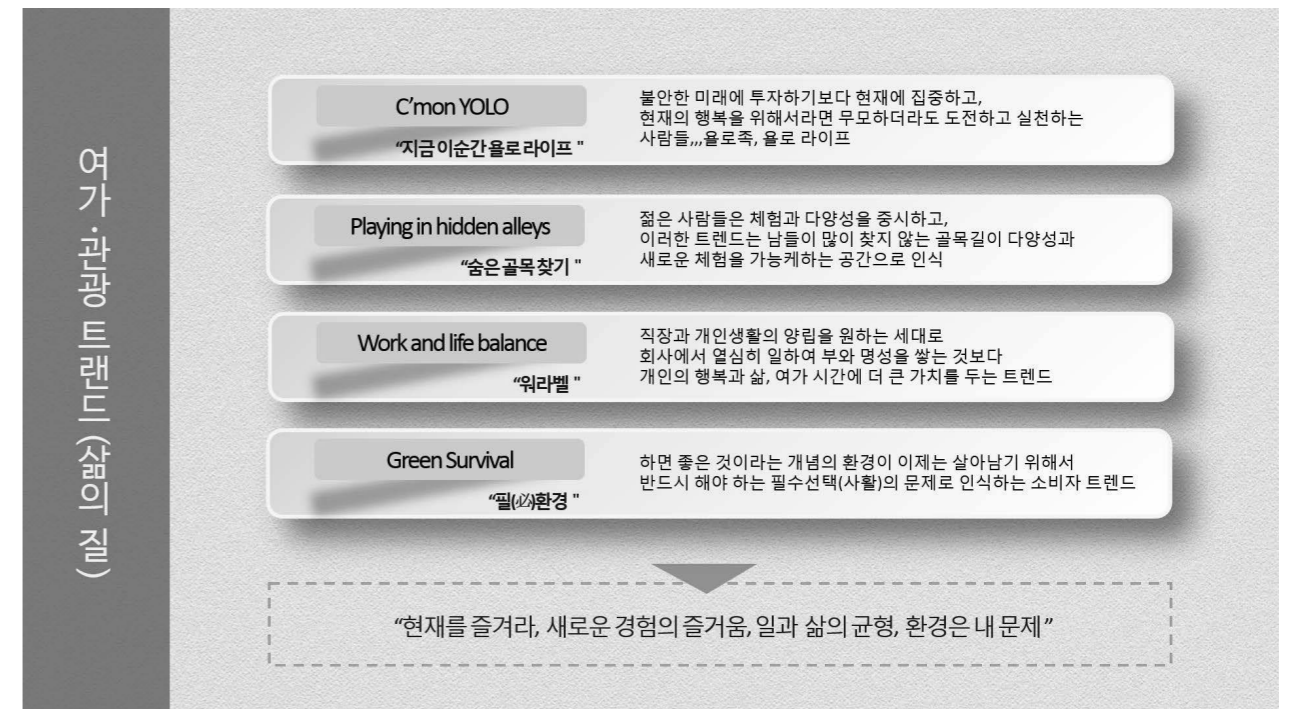 여가·관광 트랜드(삶의 질)
C'mon YOLO
“지금 이순간 욜로 라이프 "
불안한 미래에 투자하기보다 현재에 집중하고,
현재의 행복을 위해서라면 무모하더라도 도전하고 실천하는
사람들,,,욜로족, 욜로 라이프
Playing in hidden alleys
“숨은 골목 찾기 "
젊은 사람들은 체험과 다양성을 중시하고,
이러한 트렌드는 남들이 많이 찾지 않는 골목길이 다양성과
새로운 체험을 가능케하는 공간으로 인식
Work and life balance
“워라벨 "
직장과 개인생활의 양립을 원하는 세대로
회사에서 열심히 일하여 부와 명성을 쌓는 것보다
개인의 행복과 삶, 여가 시간에 더 큰 가치를 두는 트렌드
Green Survival
“필(必)환경 "
하면 좋은 것이라는 개념의 환경이 이제는 살아남기 위해서
반드시 해야 하는 필수선택(사활)의 문제로 인식하는 소비자 트렌드
“현재를 즐겨라, 새로운 경험의 즐거움, 일과 삶의 균형, 환경은 내 문제”